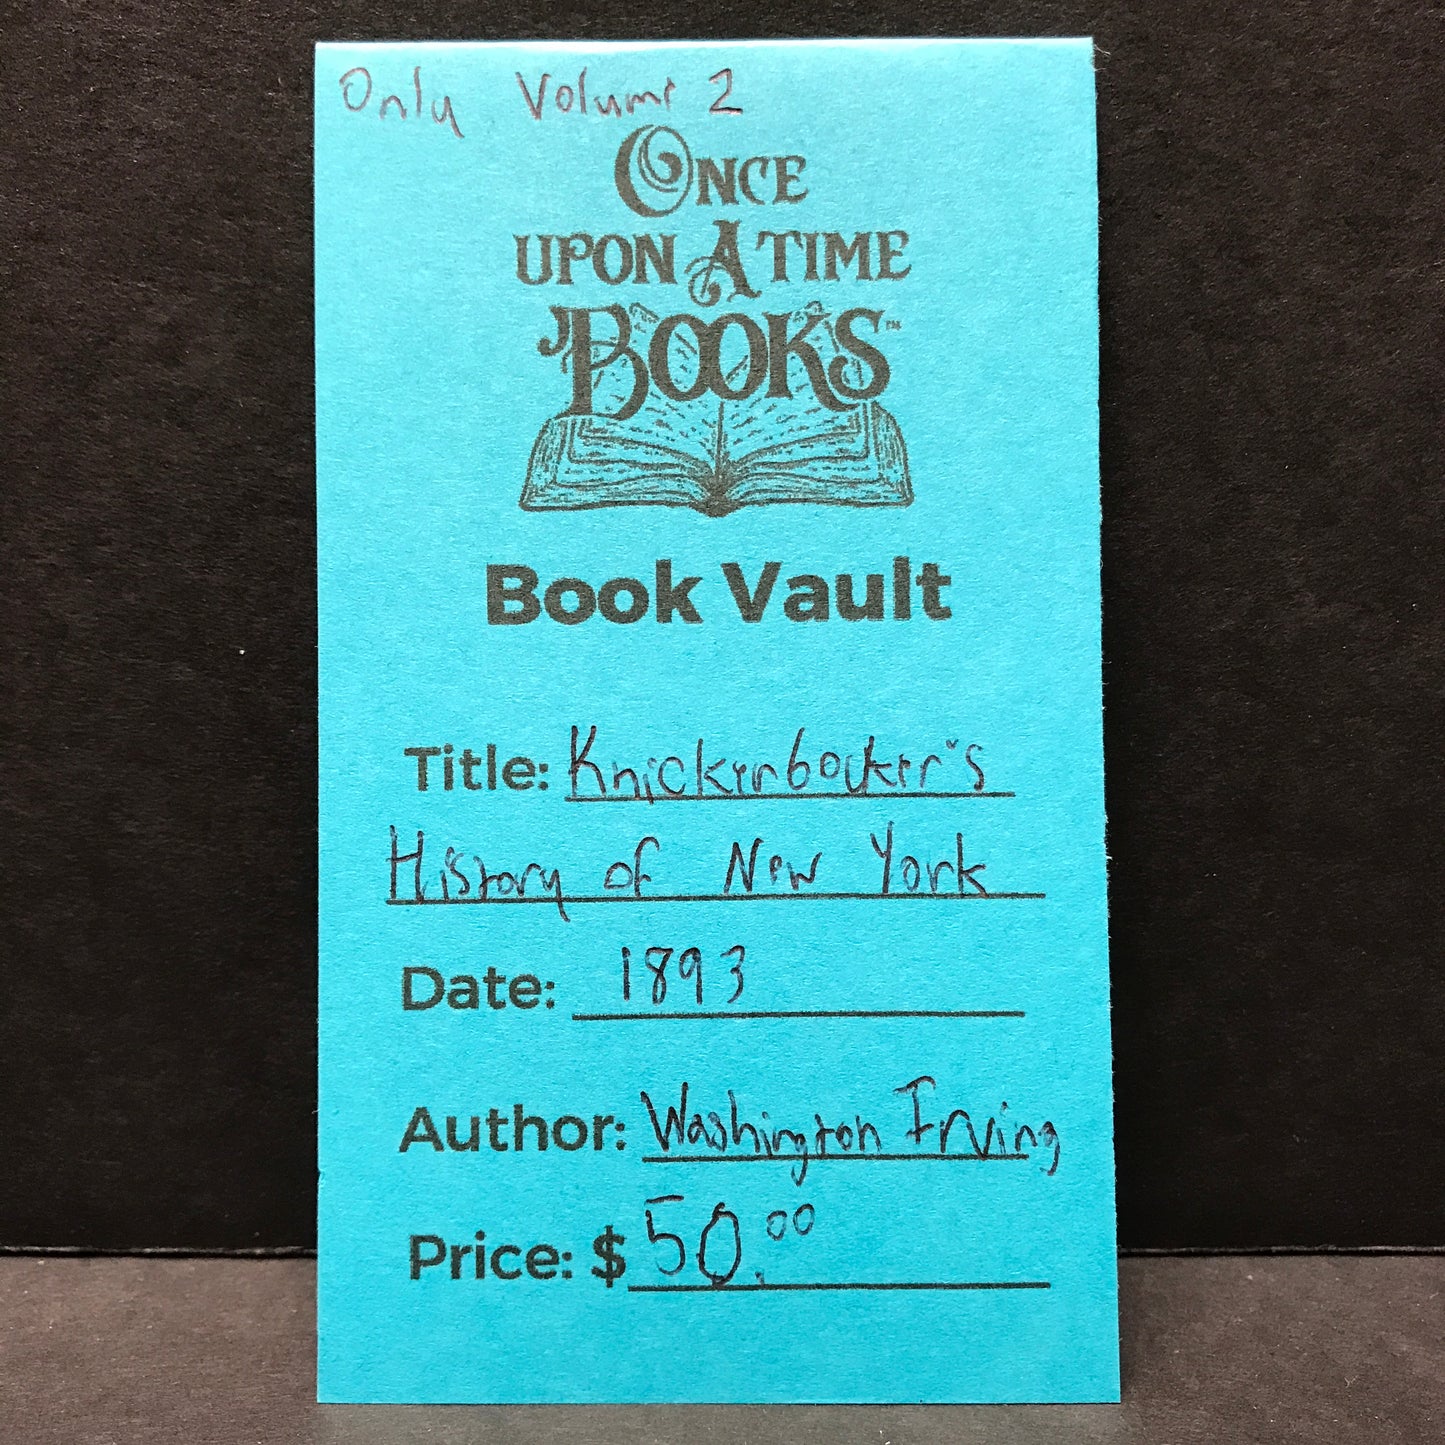 Only Volume 2
ONCE
UPON A TIME
BOOKS™
Book Vault
Title: Knickerbocker's
History of New York
Date: 1893
Author: Washington Irving
Price: $50.00